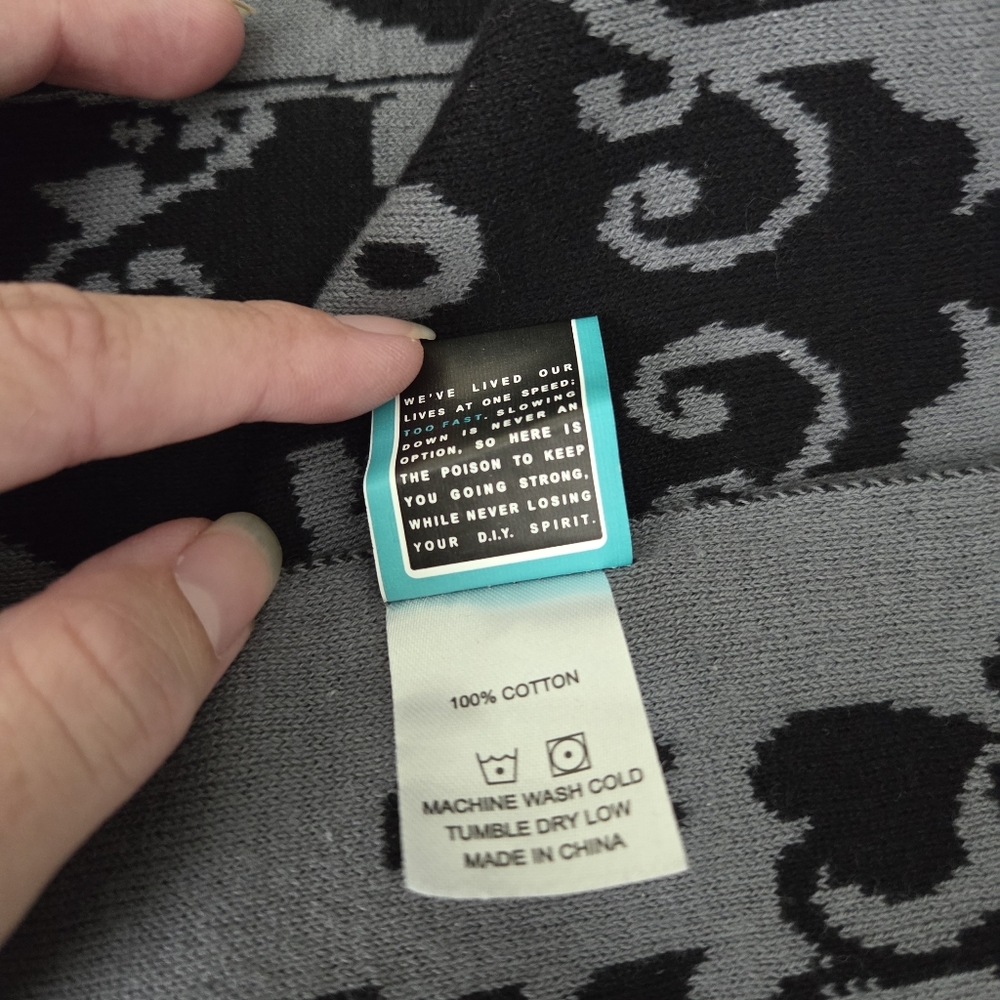 WE'VE LIVED OUR
LIVES AT ONE SPEED:
TOO FAST. SLOWING
DOWN IS NEVER AN
OPTION, SO HERE IS
THE POISON TO KEEP
YOU GOING STRONG,
WHILE NEVER LOSING
YOUR D.I.Y. SPIRIT.
100% COTTON
MACHINE WASH COLD
TUMBLE DRY LOW
MADE IN CHINA